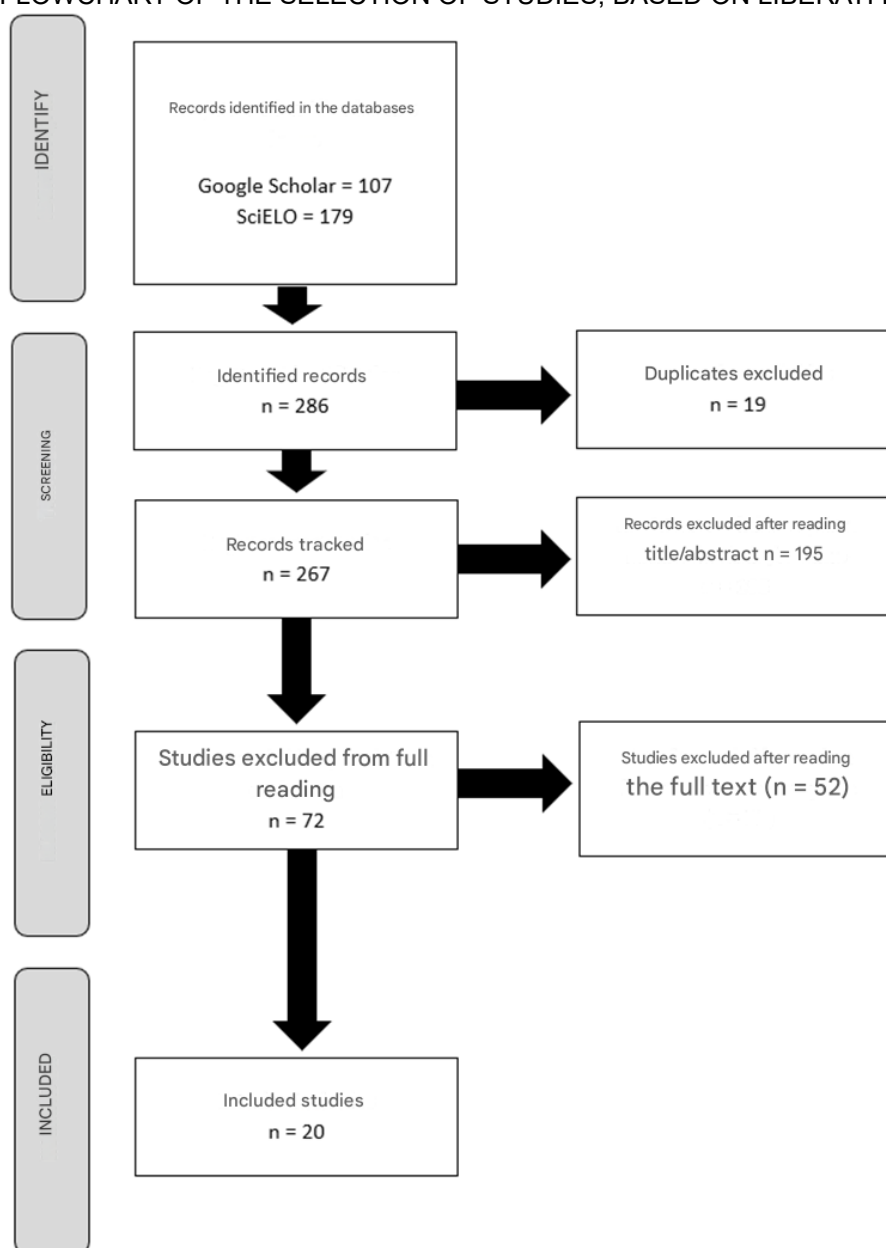 FLOWCHART OF THE SELECTION OF STUDIES, BASED ON
IDENTIFY
Records identified in the databases
Google Scholar = 107
SciELO = 179
SCREENING
Identified records
n = 286
Duplicates excluded
n = 19
Records tracked
n = 267
Records excluded after reading
title/abstract n = 195
ELIGIBILITY
Studies excluded from full
reading
n = 72
Studies excluded after reading
the full text (n = 52)
INCLUDED
Included studies
n = 20